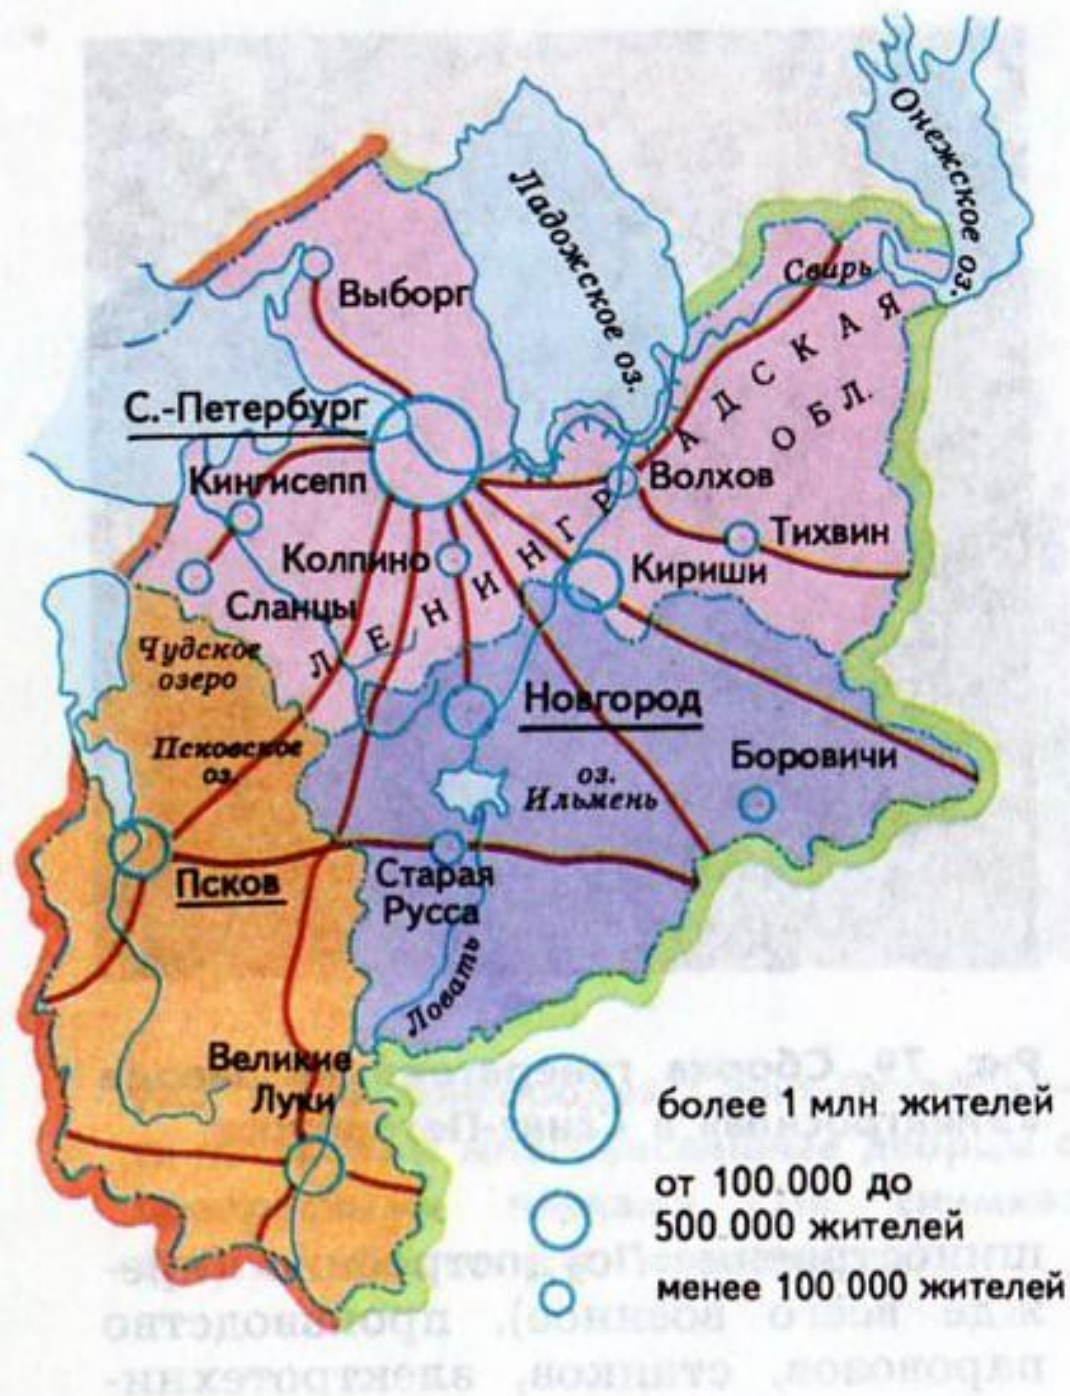 Онежское оз.
Ладожское оз.
Свирь
Выборг
С.-Петербург
ЛЕНИНГРАДСКАЯ
ОБЛ.
Кингисепп
Волхов
Тихвин
Колпино
Кириши
Сланцы
Чудское
озеро
Новгород
Псковское
оз.
Боровичи
оз.
Ильмень
Псков
Старая
Русса
Ловать
Великие
Луки
более 1 млн. жителей
от 100.000 до
500 000 жителей
менее 100 000 жителей